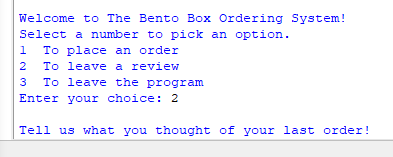 Welcome to The Bento Box Ordering System!
Select a number to pick an option.
1  To place an order
2  To leave a review
3  To leave the program
Enter your choice: 2
Tell us what you thought of your last order!